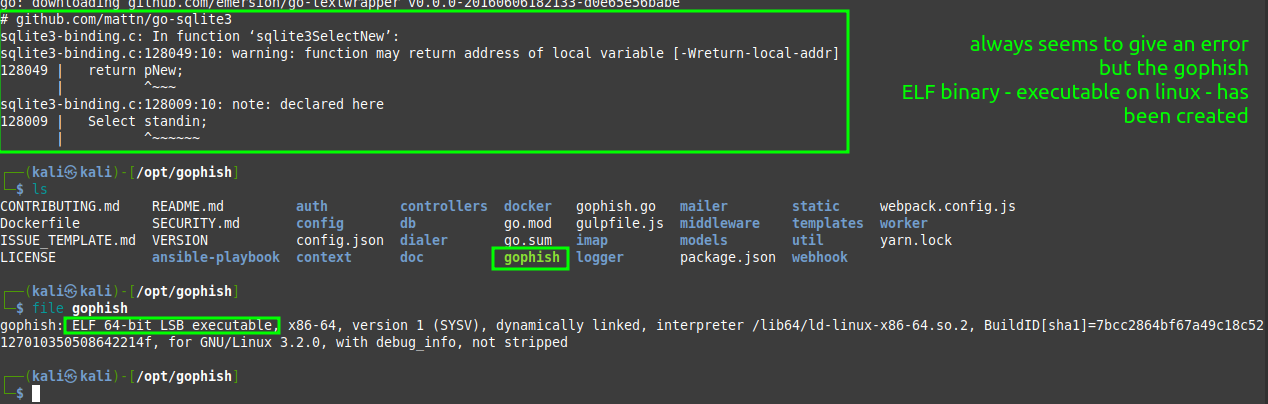 go: downloading github.com/emersion/go-textwrapper v0.0.0-20160606182133-d0e65e56babe
# github.com/mattn/go-sqlite3
sqlite3-binding.c: In function ‘sqlite3SelectNew’:
sqlite3-binding.c:128049:10: warning: function may return address of local variable [-Wreturn-local-addr]
128049 |   return pNew;
       |          ^~~~
sqlite3-binding.c:128009:10: note: declared here
128009 |   Select standin;
       |          ^~~~~~~
always seems to give an error
but the gophish
ELF binary - executable on linux - has
been created
┌──(kali㉿kali)-[/opt/gophish]
└─$ ls
CONTRIBUTING.md    README.md         auth         controllers  docker   gophish.go   mailer        static     webpack.config.js
Dockerfile         SECURITY.md       config       db           go.mod   gulpfile.js  middleware    templates  worker
ISSUE_TEMPLATE.md  VERSION           config.json  dialer       go.sum   imap         models        util       yarn.lock
LICENSE            ansible-playbook  context      doc          gophish  logger       package.json  webhook
┌──(kali㉿kali)-[/opt/gophish]
└─$ file gophish
gophish: ELF 64-bit LSB executable, x86-64, version 1 (SYSV), dynamically linked, interpreter /lib64/ld-linux-x86-64.so.2, BuildID[sha1]=7bcc2864bf67a49c18c52
127010350508642214f, for GNU/Linux 3.2.0, with debug_info, not stripped
┌──(kali㉿kali)-[/opt/gophish]
└─$